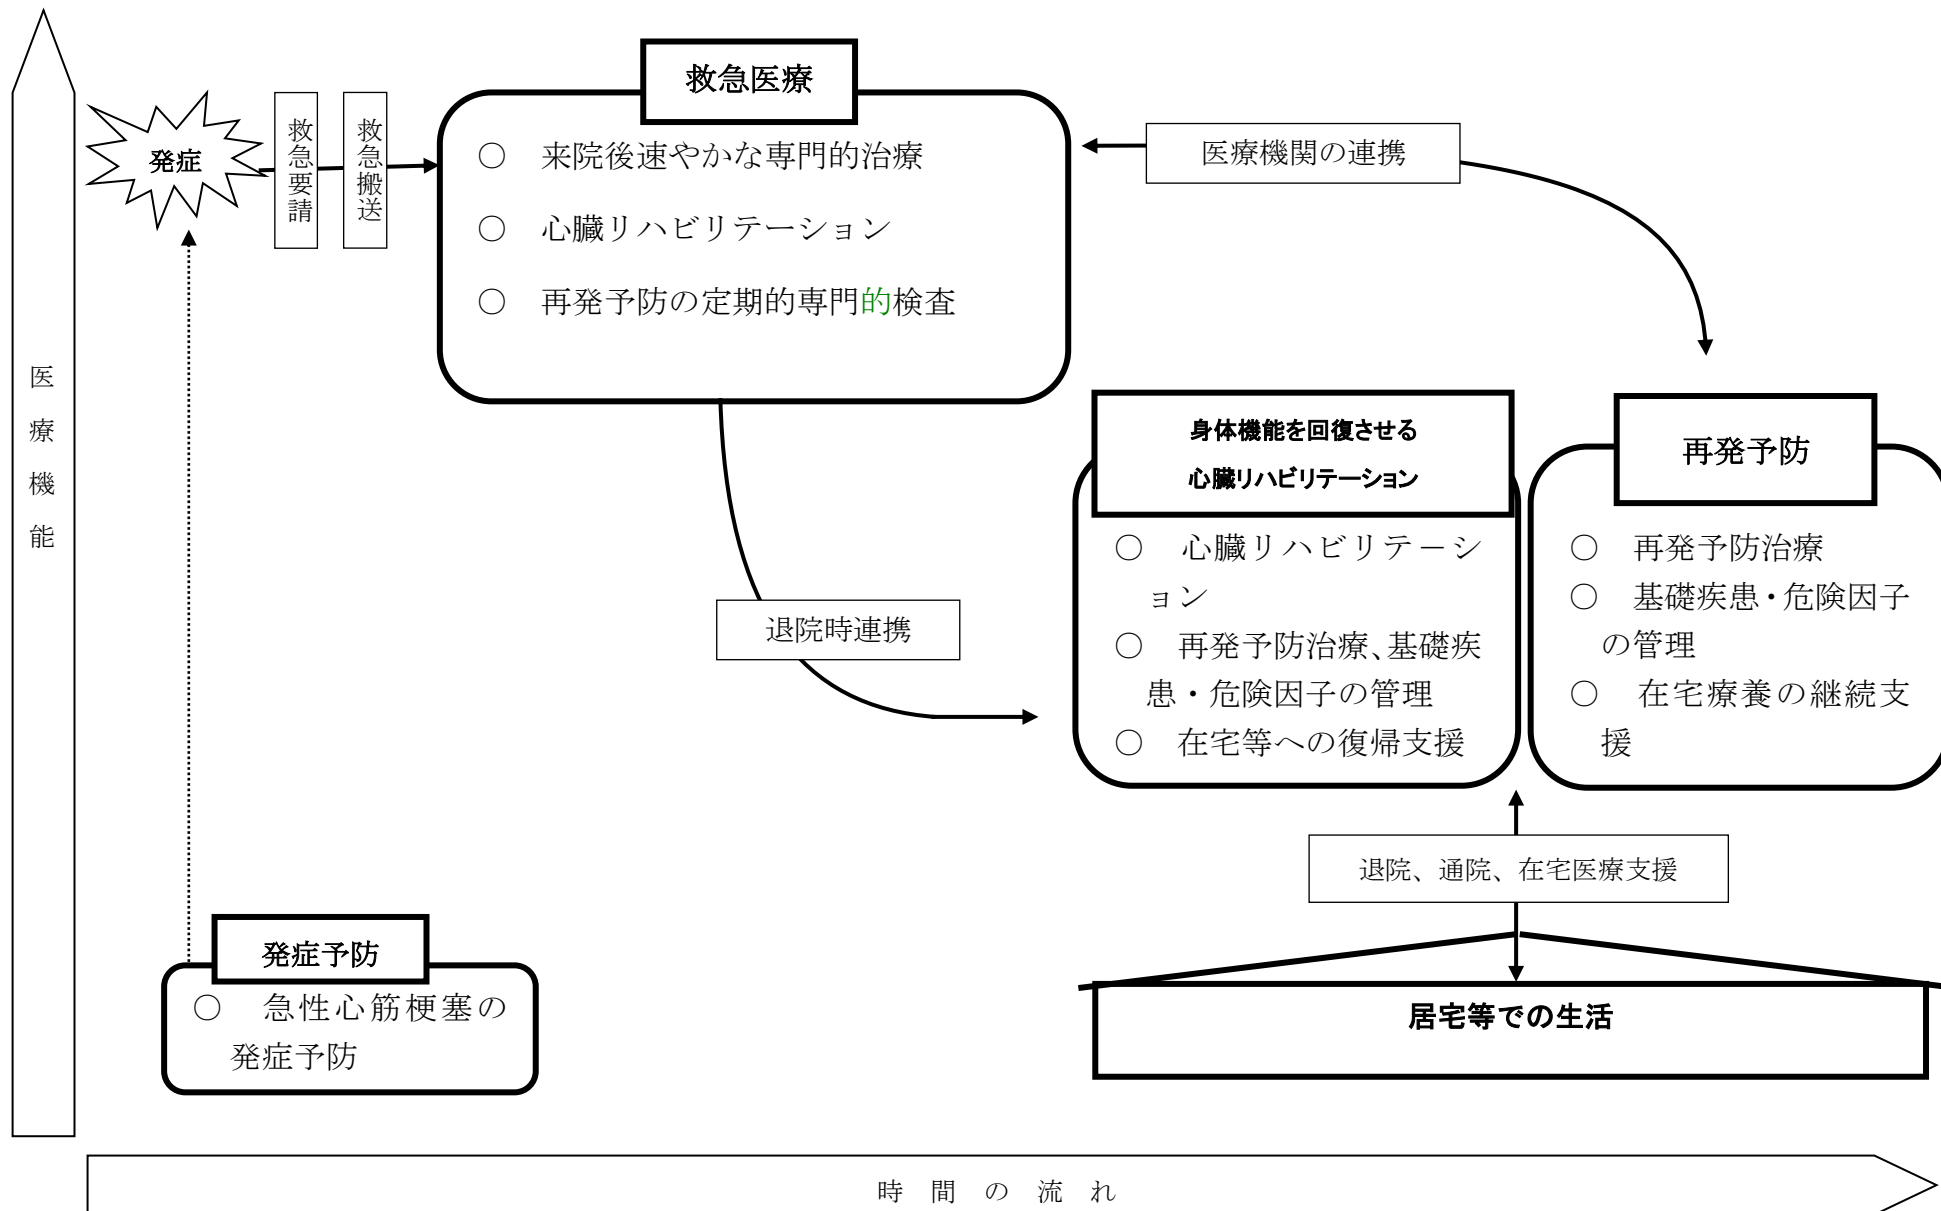 救急医療
発症
救急要請
救急搬送
○ 来院後速やかな専門的治療
○ 心臓リハビリテーション
○ 再発予防の定期的専門的検査
医療機関の連携
医療機能
身体機能を回復させる
心臓リハビリテーション
○ 心臓リハビリテーシ
ョン
○ 再発予防治療、基礎疾
患・危険因子の管理
○ 在宅等への復帰支援
再発予防
○ 再発予防治療
○ 基礎疾患・危険因子
の管理
○ 在宅療養の継続支
援
退院時連携
退院、通院、在宅医療支援
発症予防
○ 急性心筋梗塞の
発症予防
居宅等での生活
時間の流れ